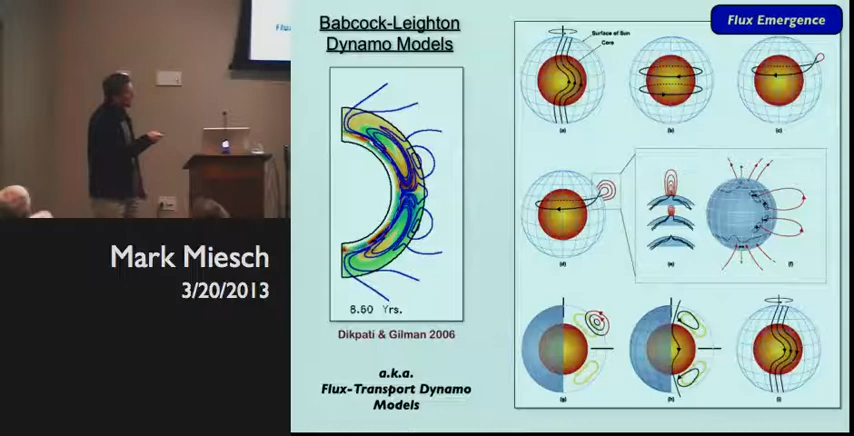 Babcock-Leighton
Dynamo Models
Flux Emergence
Surface of Sun
Core
(a)
(b)
(c)
(d)
(e)
(f)
(g)
(h)
(i)
8.60 Yrs.
Dikpati & Gilman 2006
a.k.a.
Flux-Transport Dynamo
Models
Mark Miesch
3/20/2013